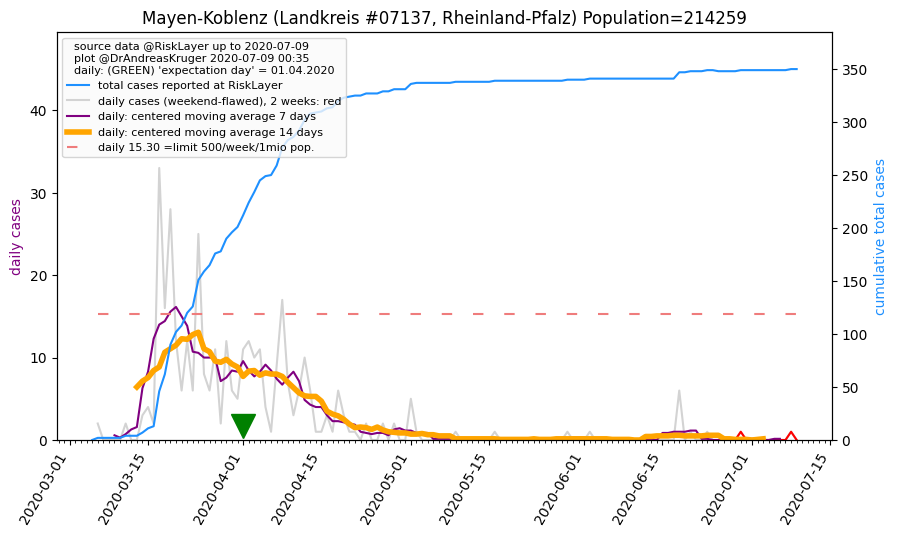 Mayen-Koblenz (Landkreis #07137, Rheinland-Pfalz) Population=214259
source data @RiskLayer up to 2020-07-09
plot @DrAndreasKruger 2020-07-09 00:35
daily: (GREEN) 'expectation day' = 01.04.2020
total cases reported at RiskLayer
daily cases (weekend-flawed), 2 weeks: red
daily: centered moving average 7 days
daily: centered moving average 14 days
daily 15.30 =limit 500/week/1mio pop.
daily cases
40
30
20
10
0
350
300
250
200
150
100
50
0
cumulative total cases
2020-03-01
2020-03-15
2020-04-01
2020-04-15
2020-05-01
2020-05-15
2020-06-01
2020-06-15
2020-07-01
2020-07-15